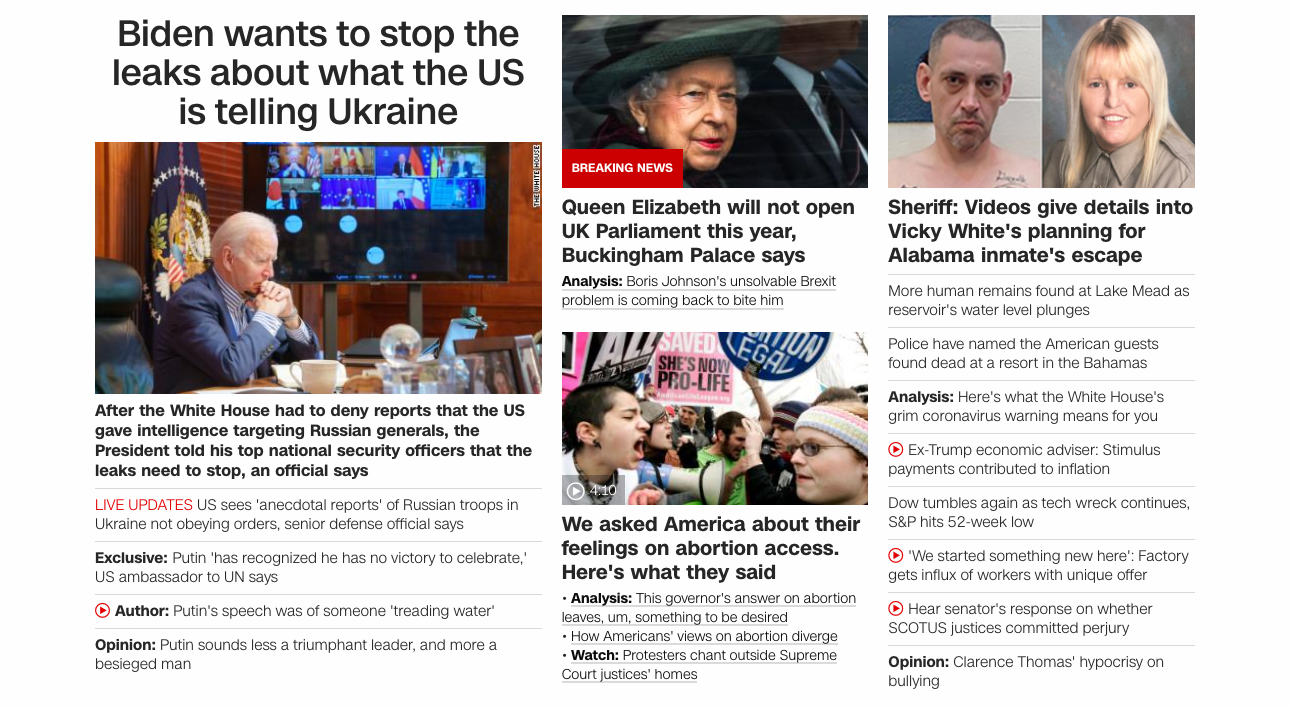 Biden wants to stop the
leaks about what the US
is telling Ukraine
THE WHITE HOUSE
After the White House had to deny reports that the US
gave intelligence targeting Russian generals, the
President told his top national security officers that the
leaks need to stop, an official says
LIVE UPDATES US sees 'anecdotal reports' of Russian troops in
Ukraine not obeying orders, senior defense official says
Exclusive: Putin 'has recognized he has no victory to celebrate,'
US ambassador to UN says
Author: Putin's speech was of someone 'treading water'
Opinion: Putin sounds less a triumphant leader, and more a
besieged man
BREAKING NEWS
Queen Elizabeth will not open
UK Parliament this year,
Buckingham Palace says
Analysis: Boris Johnson's unsolvable Brexit
problem is coming back to bite him
ALL
SAVED
SHE'S NOW
PRO-LIFE
4:10
We asked America about their
feelings on abortion access.
Here's what they said
• Analysis: This governor's answer on abortion
leaves, um, something to be desired
• How Americans' views on abortion diverge
• Watch: Protesters chant outside Supreme
Court justices' homes
Sheriff: Videos give details into
Vicky White's planning for
Alabama inmate's escape
More human remains found at Lake Mead as
reservoir's water level plunges
Police have named the American guests
found dead at a resort in the Bahamas
Analysis: Here's what the White House's
grim coronavirus warning means for you
Ex-Trump economic adviser: Stimulus
payments contributed to inflation
Dow tumbles again as tech wreck continues,
S&P hits 52-week low
'We started something new here': Factory
gets influx of workers with unique offer
Hear senator's response on whether
SCOTUS justices committed perjury
Opinion: Clarence Thomas' hypocrisy on
bullying